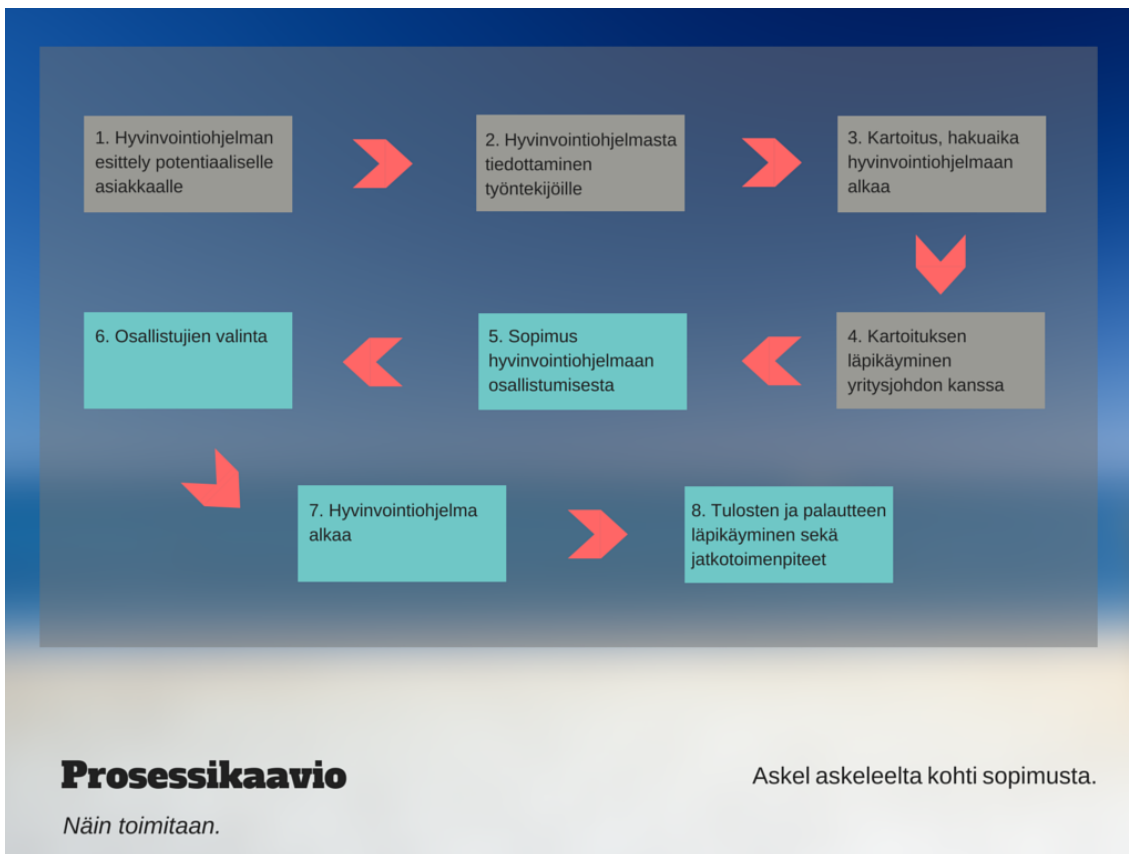 1. Hyvinvointiohjelman
esittely potentiaaliselle
asiakkaalle
2. Hyvinvointiohjelmasta
tiedottaminen
työntekijöille
3. Kartoitus, hakuaika
hyvinvointiohjelmaan
alkaa
4. Kartoituksen
läpikäyminen
yritysjohdon kanssa
5. Sopimus
hyvinvointiohjelmaan
osallistumisesta
6. Osallistujien valinta
7. Hyvinvointiohjelma
alkaa
8. Tulosten ja palautteen
läpikäyminen sekä
jatkotoimenpiteet
Prosessikaavio
Askel askeleelta kohti sopimusta.
Näin toimitaan.